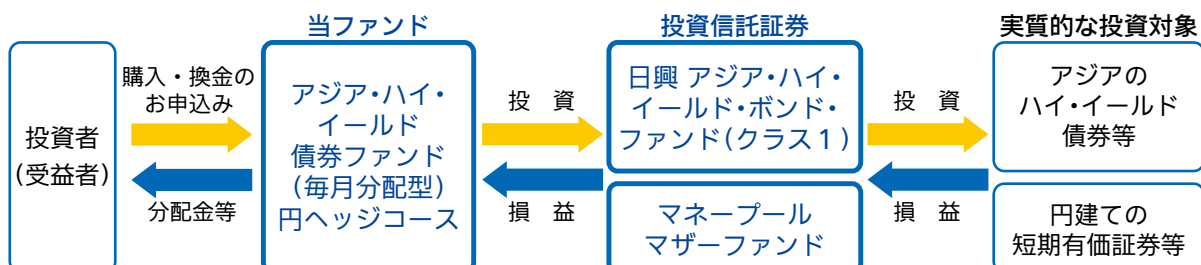 投資者
(受益者)
購入・換金の
お申込み
分配金等
当ファンド
アジア・ハイ・
イールド
債券ファンド
(毎月分配型)
円ヘッジコース
投 資
損 益
投資信託証券
日興 アジア・ハイ・
イールド・ボンド・
ファンド(クラス1)
マネープール
マザーファンド
投 資
損 益
実質的な投資対象
アジアの
ハイ・イールド
債券等
円建ての
短期有価証券等